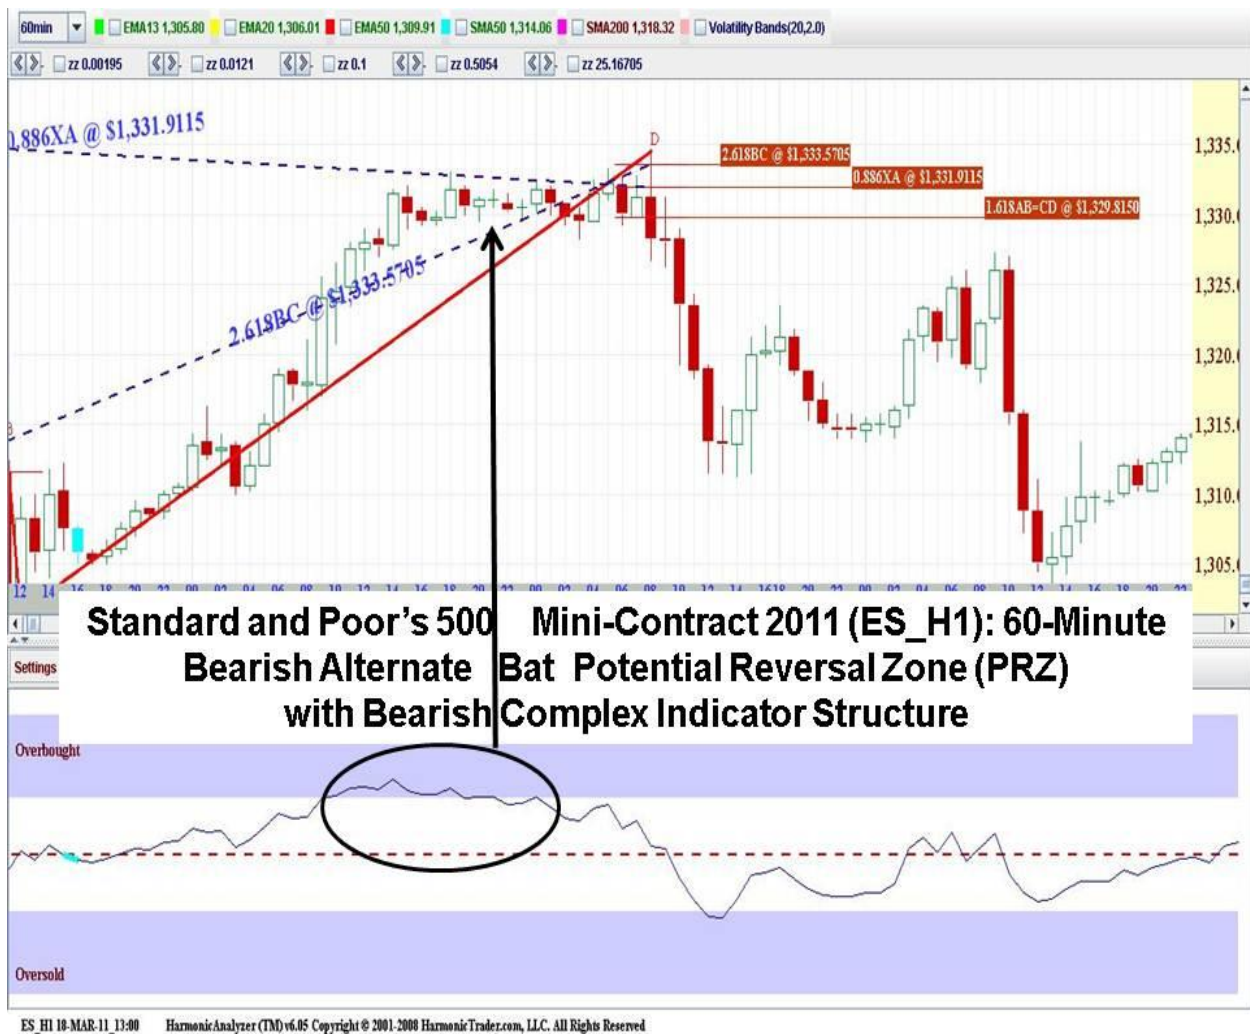 60min EMA13 1,305.80 EMA20 1,306.01 EMA50 1,309.91 SMA50 1,314.06 SMA200 1,318.32 Volatility Bands(20,2.0)
zz 0.00195 zz 0.0121 zz 0.1 zz 0.5054 zz 25.16705
0.886XA @ $1,331.9115
D
2.618BC @ $1,333.5705
0.886XA @ $1,331.9115
1.618AB=CD @ $1,329.8150
2.618BC @ $1,333.5705
1,335.
1,330.
1,325.
1,320.
1,315.
1,310.
1,305.
Standard and Poor's 500 Mini-Contract 2011 (ES_H1): 60-Minute
Bearish Alternate Bat Potential Reversal Zone (PRZ)
with Bearish Complex Indicator Structure
Settings
Overbought
Oversold
ES_H1 18-MAR-11_13:00 HarmonicAnalyzer (TM) v6.05 Copyright © 2001-2008 HarmonicTrader.com, LLC. All Rights Reserved